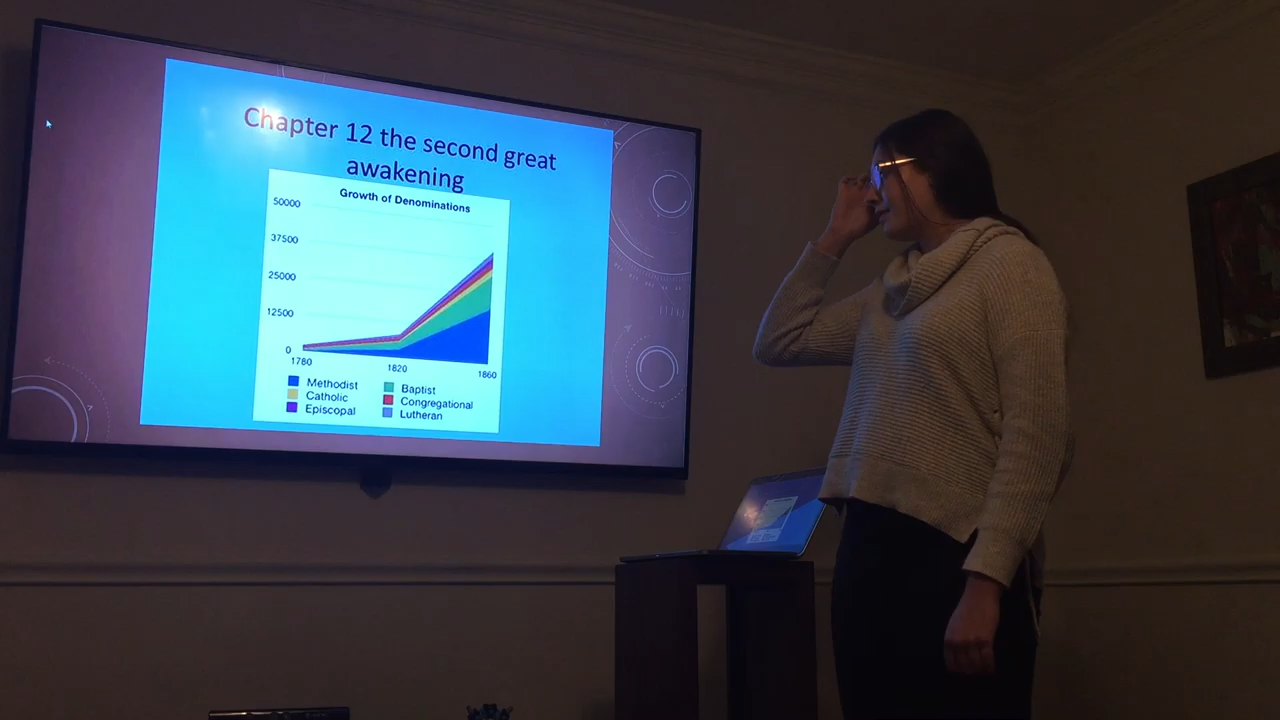 Chapter 12 the second great
awakening
Growth of Denominations
50000
37500
25000
12500
0
1780 1820 1860
Methodist Baptist
Catholic Congregational
Episcopal Lutheran